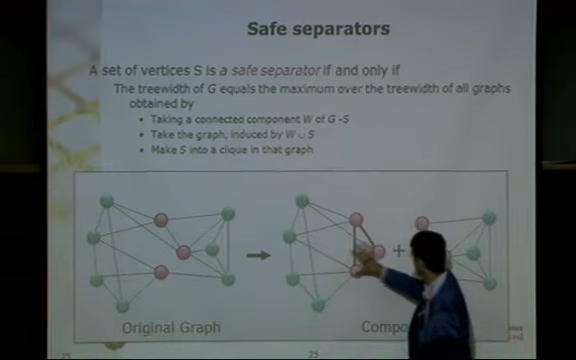 Safe separators
A set of vertices S is a safe separator if and only if
The treewidth of G equals the maximum over the treewidth of all graphs
obtained by
• Taking a connected component W of G -S
• Take the graph, induced by W ∪ S
• Make S into a clique in that graph
+
Original Graph
25
25